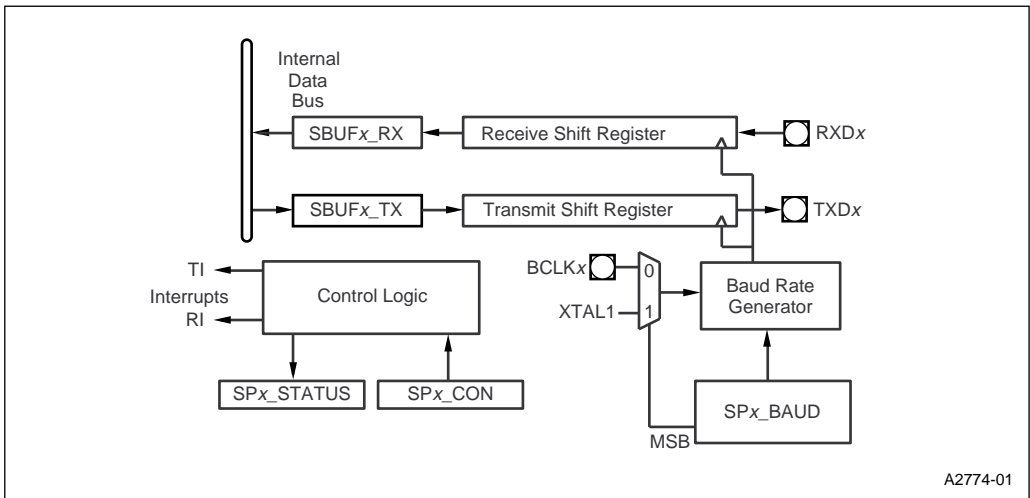 Internal
Data
Bus
SBUFx_RX
Receive Shift Register
RXDx
SBUFx_TX
Transmit Shift Register
TXDx
TI
Interrupts
RI
Control Logic
BCLKx
0
XTAL1
1
Baud Rate
Generator
SPx_STATUS
SPx_CON
SPx_BAUD
MSB
A2774-01